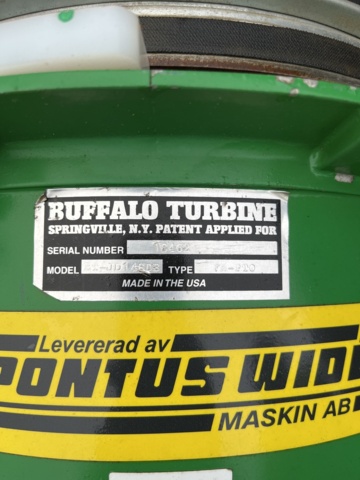 BUFFALO TURBINE
SPRINGVILLE, N.Y. PATENT APPLIED FOR
SERIAL NUMBER
MODEL TYPE
MADE IN THE USA
Levererad av
PONTUS WIDÉ
MASKIN AB